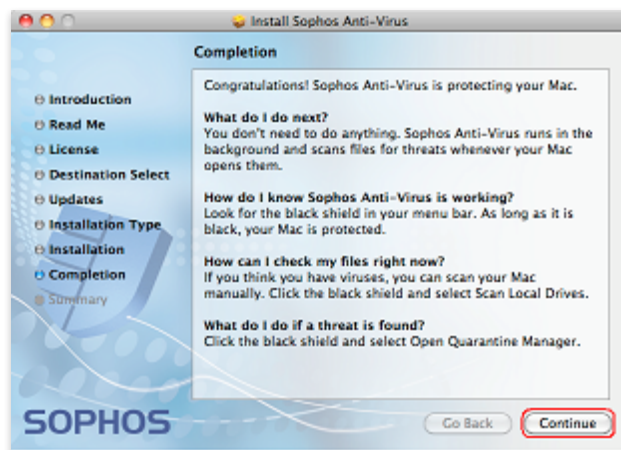 Install Sophos Anti-Virus
Completion
Introduction
Read Me
License
Destination Select
Updates
Installation Type
Installation
Completion
Summary
Congratulations! Sophos Anti-Virus is protecting your Mac.
What do I do next?
You don't need to do anything. Sophos Anti-Virus runs in the
background and scans files for threats whenever your Mac
opens them.
How do I know Sophos Anti-Virus is working?
Look for the black shield in your menu bar. As long as it is
black, your Mac is protected.
How can I check my files right now?
If you think you have viruses, you can scan your Mac
manually. Click the black shield and select Scan Local Drives.
What do I do if a threat is found?
Click the black shield and select Open Quarantine Manager.
SOPHOS
Go Back
Continue